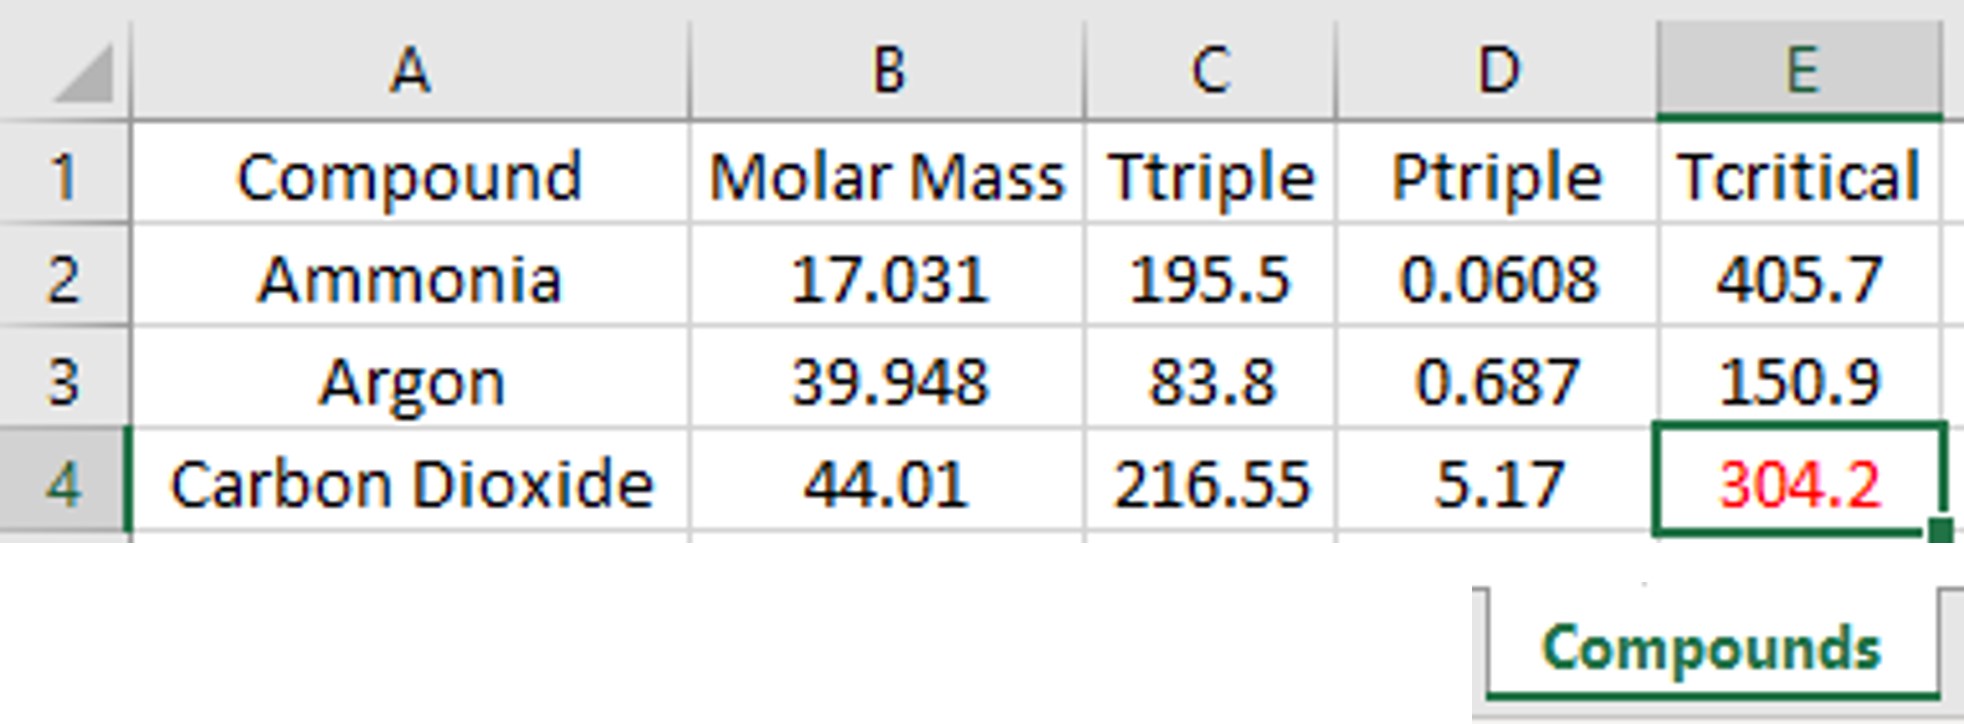 A B C D E
1 Compound Molar Mass Ttriple Ptriple Tcritical
2 Ammonia 17.031 195.5 0.0608 405.7
3 Argon 39.948 83.8 0.687 150.9
4 Carbon Dioxide 44.01 216.55 5.17 304.2
Compounds